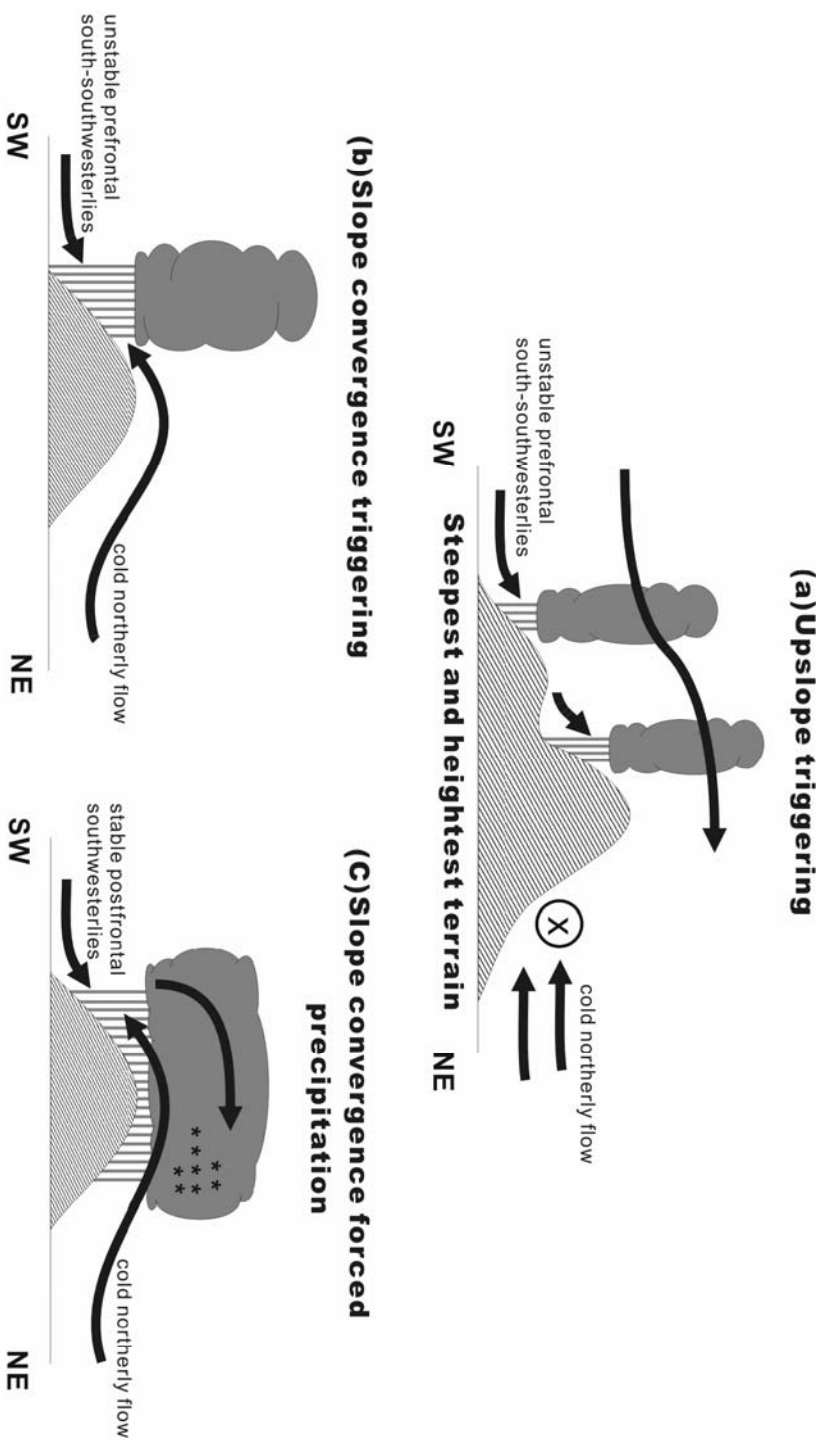 (a)Upslope triggering
unstable prefrontal
south-southwesterlies
X
cold northerly flow
SW
Steepest and heightest terrain
NE
(b)Slope convergence triggering
unstable prefrontal
south-southwesterlies
cold northerly flow
SW
NE
(C)Slope convergence forced
precipitation
* *
* * * *
* *
stable postfrontal
southwesterlies
cold northerly flow
SW
NE